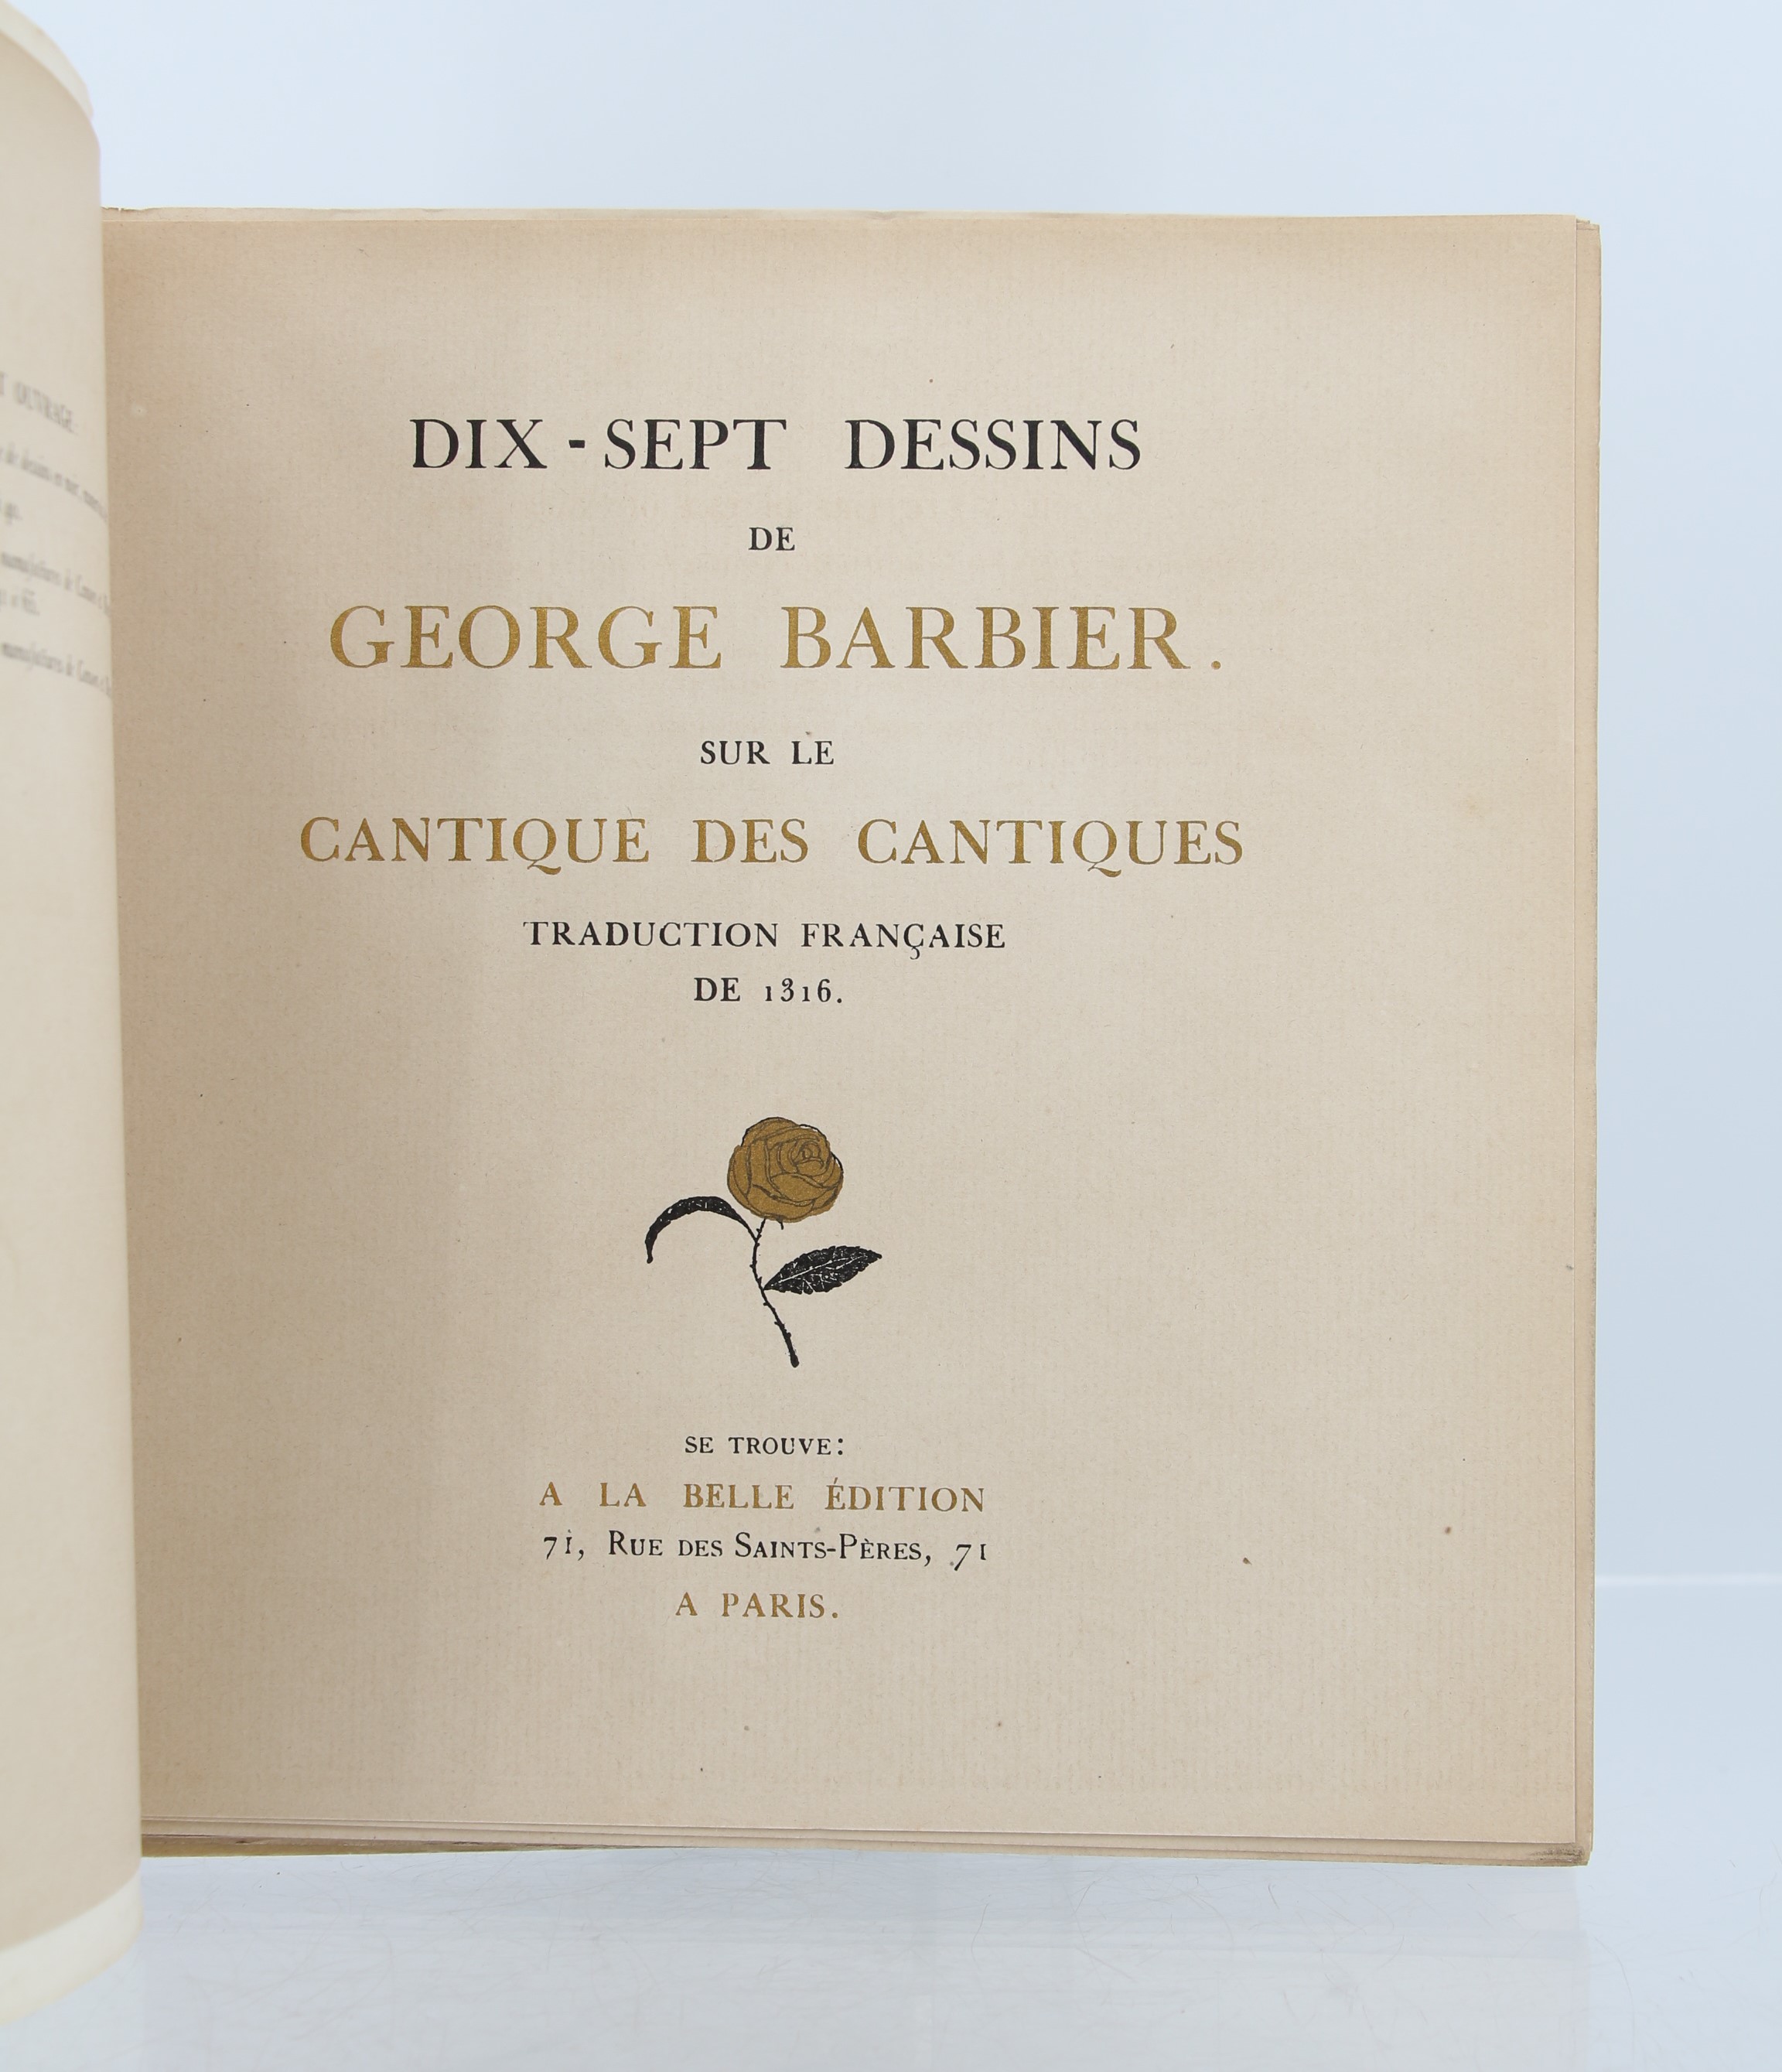 T OUVRAGE.
DIX-SEPT DESSINS
DE
GEORGE BARBIER.
SUR LE
CANTIQUE DES CANTIQUES
TRADUCTION FRANÇAISE
DE 1316.
SE TROUVE:
A LA BELLE ÉDITION
71, RUE DES SAINTS-PÈRES, 71
A PARIS.